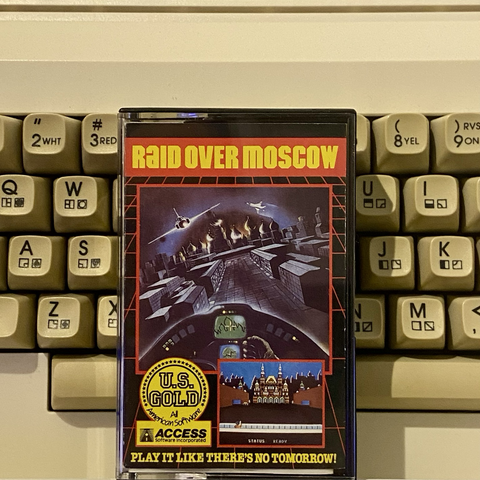 " # ( ) RVS
2 WHT 3 RED 8 YEL 9 ON
RaID OVER MOSCOW
Q W U I
A S J K
Z X N M <
,
U.S.
GOLD
All
American Software
ACCESS
Software Incorporated
STATUS READY
PLAY IT LIKE THERE'S NO TOMORROW!